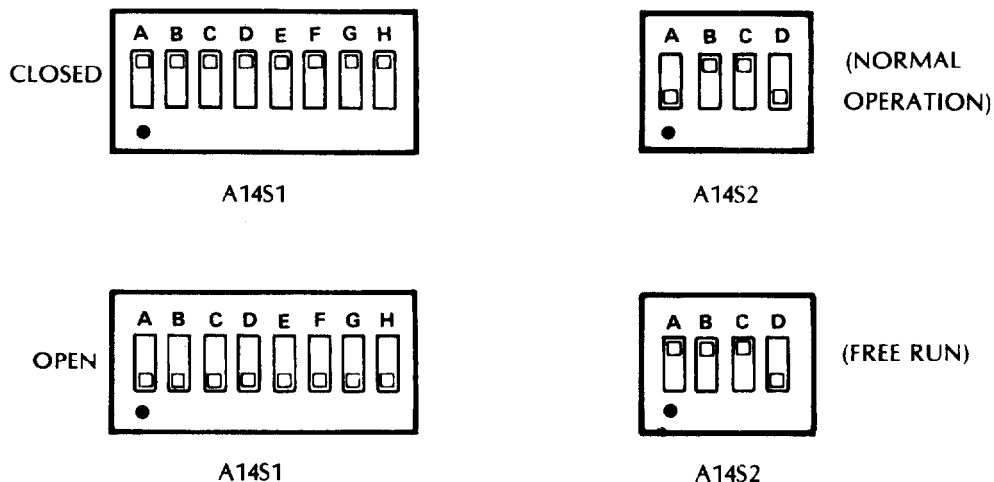 A B C D E F G H
CLOSED
A14S1
A B C D
(NORMAL
OPERATION)
A14S2
A B C D E F G H
OPEN
A14S1
A B C D
(FREE RUN)
A14S2